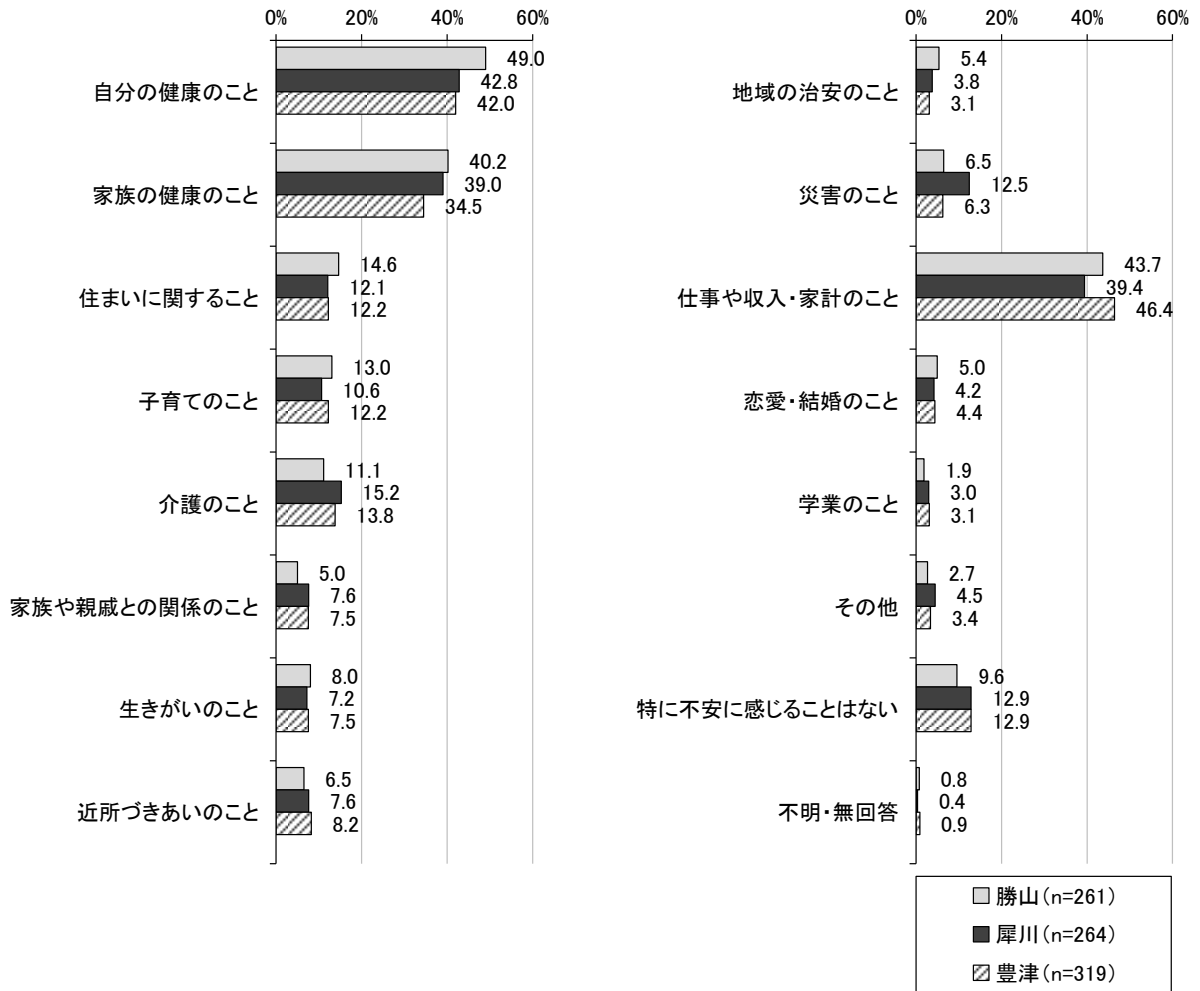 0% 20% 40% 60%
自分の健康のこと
49.0
42.8
42.0
家族の健康のこと
40.2
39.0
34.5
住まいに関すること
14.6
12.1
12.2
子育てのこと
13.0
10.6
12.2
介護のこと
11.1
15.2
13.8
家族や親戚との関係のこと
5.0
7.6
7.5
生きがいのこと
8.0
7.2
7.5
近所づきあいのこと
6.5
7.6
8.2
0% 20% 40% 60%
地域の治安のこと
5.4
3.8
3.1
災害のこと
6.5
12.5
6.3
仕事や収入・家計のこと
43.7
39.4
46.4
恋愛・結婚のこと
5.0
4.2
4.4
学業のこと
1.9
3.0
3.1
その他
2.7
4.5
3.4
特に不安に感じることはない
9.6
12.9
12.9
不明・無回答
0.8
0.4
0.9
勝山(n=261)
犀川(n=264)
豊津(n=319)